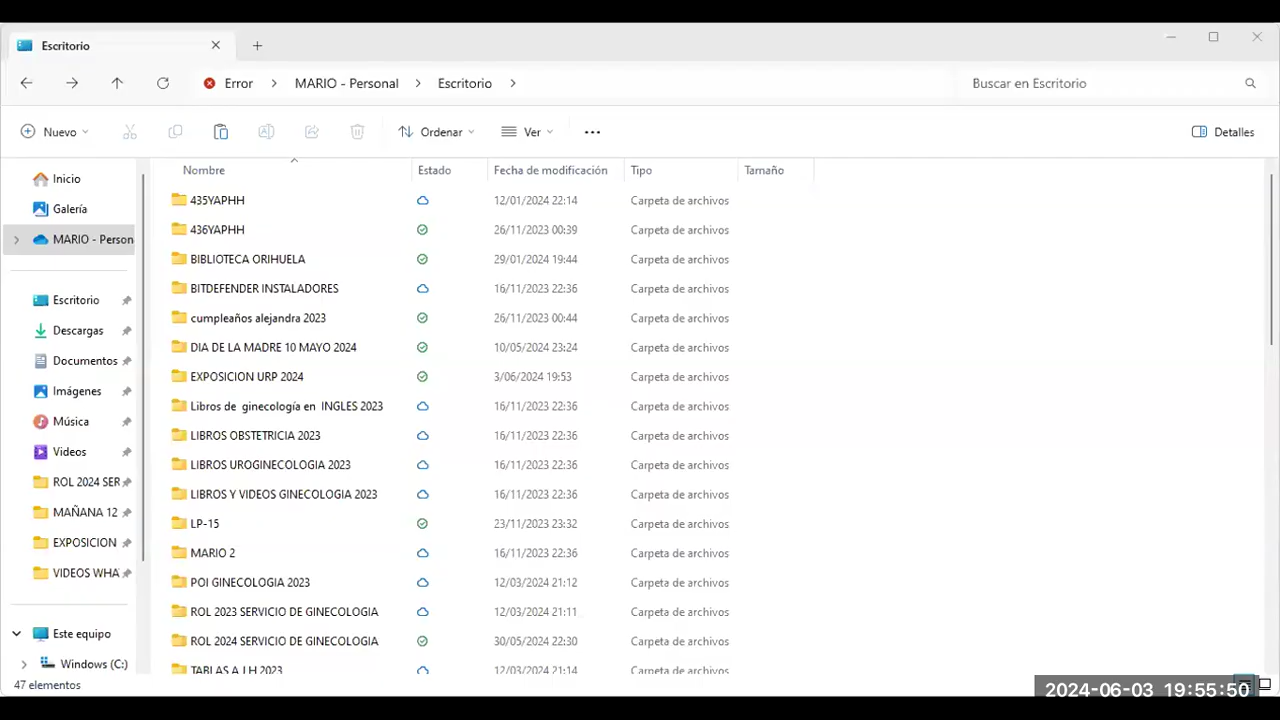 Escritorio
Error > MARIO - Personal > Escritorio >
Buscar en Escritorio
Nuevo
Ordenar
Ver
Detalles
Nombre Estado Fecha de modificación Tipo Tamaño
435YAPHH 12/01/2024 22:14 Carpeta de archivos
436YAPHH 26/11/2023 00:39 Carpeta de archivos
BIBLIOTECA ORIHUELA 29/01/2024 19:44 Carpeta de archivos
BITDEFENDER INSTALADORES 16/11/2023 22:36 Carpeta de archivos
cumpleaños alejandra 2023 26/11/2023 00:44 Carpeta de archivos
DIA DE LA MADRE 10 MAYO 2024 10/05/2024 23:24 Carpeta de archivos
EXPOSICION URP 2024 3/06/2024 19:53 Carpeta de archivos
Libros de ginecología en INGLES 2023 16/11/2023 22:36 Carpeta de archivos
LIBROS OBSTETRICIA 2023 16/11/2023 22:36 Carpeta de archivos
LIBROS UROGINECOLOGIA 2023 16/11/2023 22:36 Carpeta de archivos
LIBROS Y VIDEOS GINECOLOGIA 2023 16/11/2023 22:36 Carpeta de archivos
LP-15 23/11/2023 23:32 Carpeta de archivos
MARIO 2 16/11/2023 22:36 Carpeta de archivos
POI GINECOLOGIA 2023 12/03/2024 21:12 Carpeta de archivos
ROL 2023 SERVICIO DE GINECOLOGIA 12/03/2024 21:11 Carpeta de archivos
ROL 2024 SERVICIO DE GINECOLOGIA 30/05/2024 22:30 Carpeta de archivos
TABLAS A LH 2023 12/03/2024 21:14 Carpeta de archivos
Inicio
Galería
MARIO - Person
Escritorio
Descargas
Documentos
Imágenes
Música
Videos
ROL 2024 SER
MAÑANA 12
EXPOSICION
VIDEOS WHA
Este equipo
Windows (C:)
47 elementos
2024-06-03 19:55:50